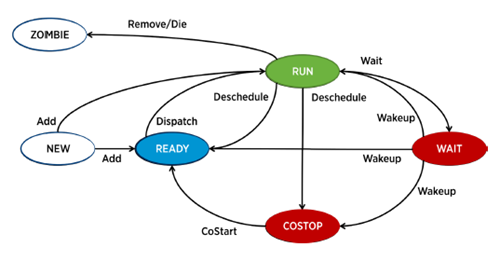 Remove/Die
ZOMBIE
RUN
Wait
Deschedule
Deschedule
Add
Dispatch
Wakeup
NEW
Add
READY
Wakeup
WAIT
Wakeup
CoStart
COSTOP